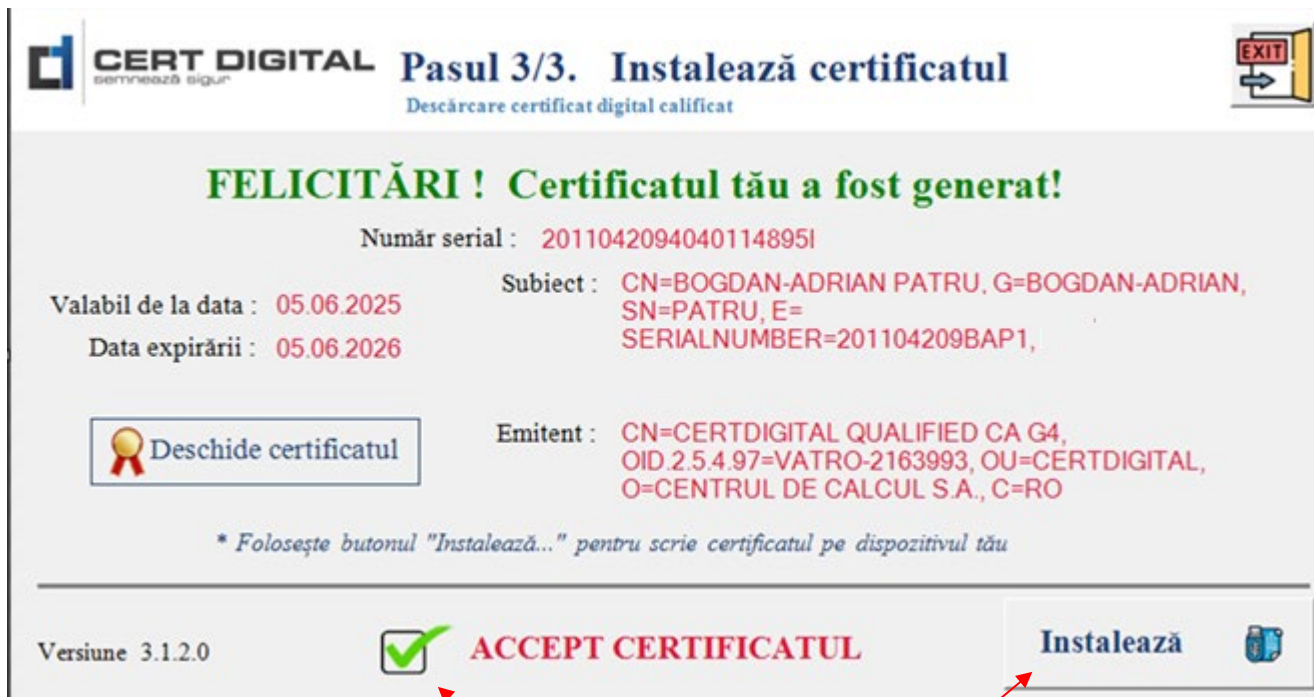 CERT DIGITAL
semnează sigur
Pasul 3/3. Instalează certificatul
Descărcare certificat digital calificat
EXIT
FELICITĂRI ! Certificatul tău a fost generat!
Număr serial : 2011042094040114895I
Valabil de la data : 05.06.2025
Data expirării : 05.06.2026
Subiect : CN=BOGDAN-ADRIAN PATRU, G=BOGDAN-ADRIAN,
SN=PATRU, E=
SERIALNUMBER=201104209BAP1,
Deschide certificatul
Emitent : CN=CERTDIGITAL QUALIFIED CA G4,
OID.2.5.4.97=VATRO-2163993, OU=CERTDIGITAL,
O=CENTRUL DE CALCUL S.A., C=RO
* Folosește butonul "Instalează..." pentru scrie certificatul pe dispozitivul tău
Versiune 3.1.2.0
ACCEPT CERTIFICATUL
Instalează